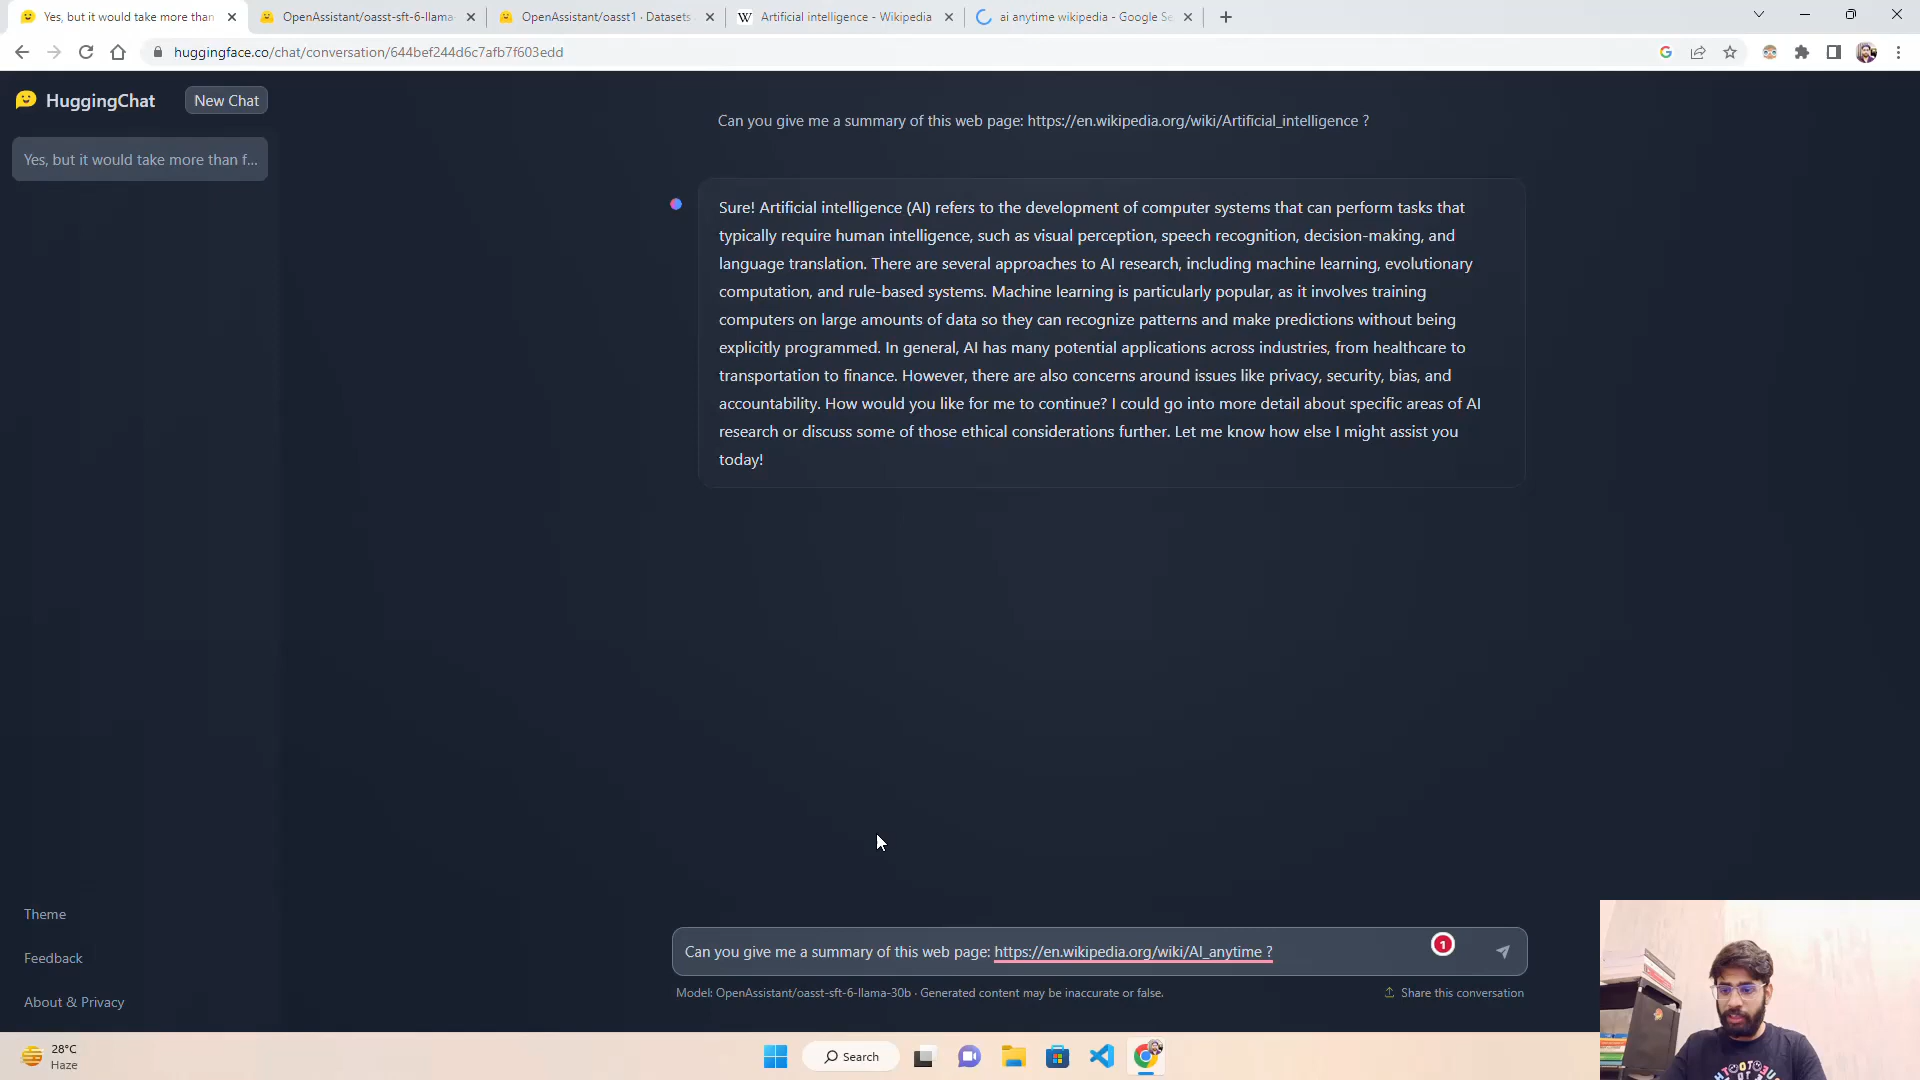 Yes, but it would take more than
OpenAssistant/oasst-sft-6-llama-
OpenAssistant/oasst1 · Datasets
Artificial intelligence - Wikipedia
ai anytime wikipedia - Google Se
huggingface.co/chat/conversation/644bef244d6c7afb7f603edd
HuggingChat
New Chat
Yes, but it would take more than f...
Can you give me a summary of this web page: https://en.wikipedia.org/wiki/Artificial_intelligence ?
Sure! Artificial intelligence (AI) refers to the development of computer systems that can perform tasks that
typically require human intelligence, such as visual perception, speech recognition, decision-making, and
language translation. There are several approaches to AI research, including machine learning, evolutionary
computation, and rule-based systems. Machine learning is particularly popular, as it involves training
computers on large amounts of data so they can recognize patterns and make predictions without being
explicitly programmed. In general, AI has many potential applications across industries, from healthcare to
transportation to finance. However, there are also concerns around issues like privacy, security, bias, and
accountability. How would you like for me to continue? I could go into more detail about specific areas of AI
research or discuss some of those ethical considerations further. Let me know how else I might assist you
today!
Theme
Feedback
About & Privacy
Can you give me a summary of this web page: https://en.wikipedia.org/wiki/AI_anytime ?
1
Model: OpenAssistant/oasst-sft-6-llama-30b · Generated content may be inaccurate or false.
Share this conversation
28°C
Haze
Search